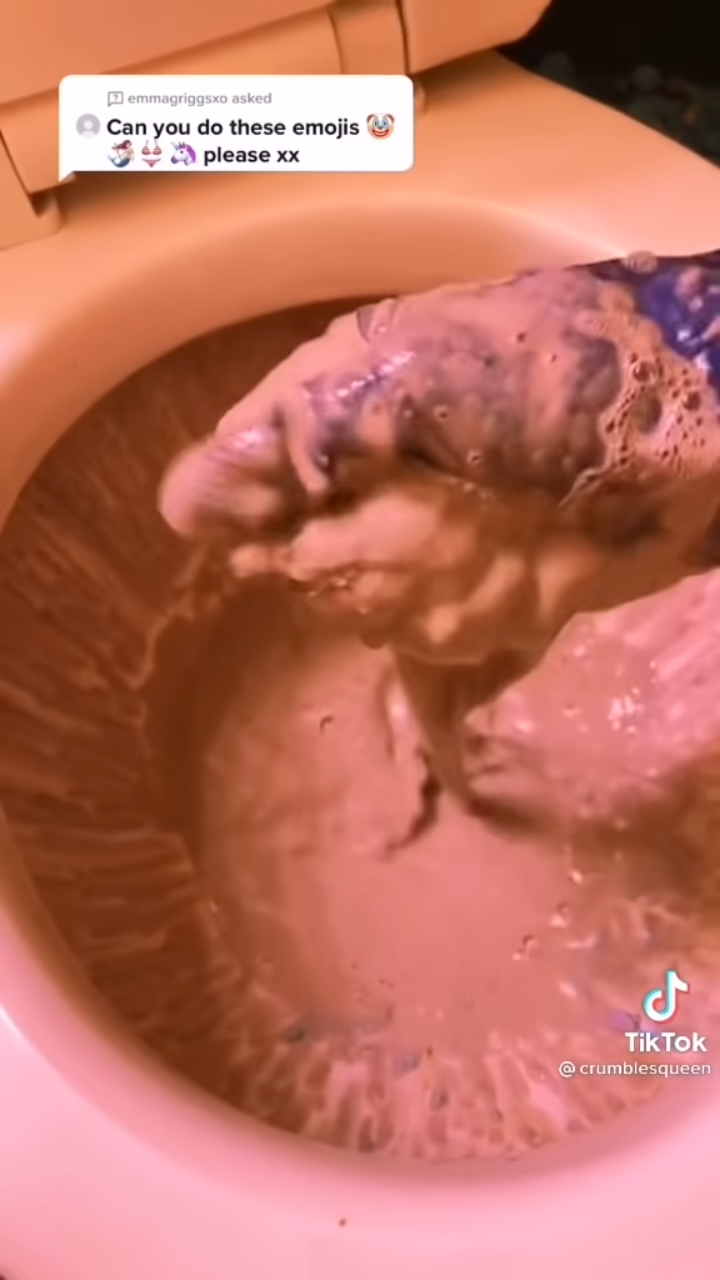 emmagriggsxo asked
Can you do these emojis 🤡
🧜‍♀️👙🦄 please xx
TikTok
@crumblesqueen